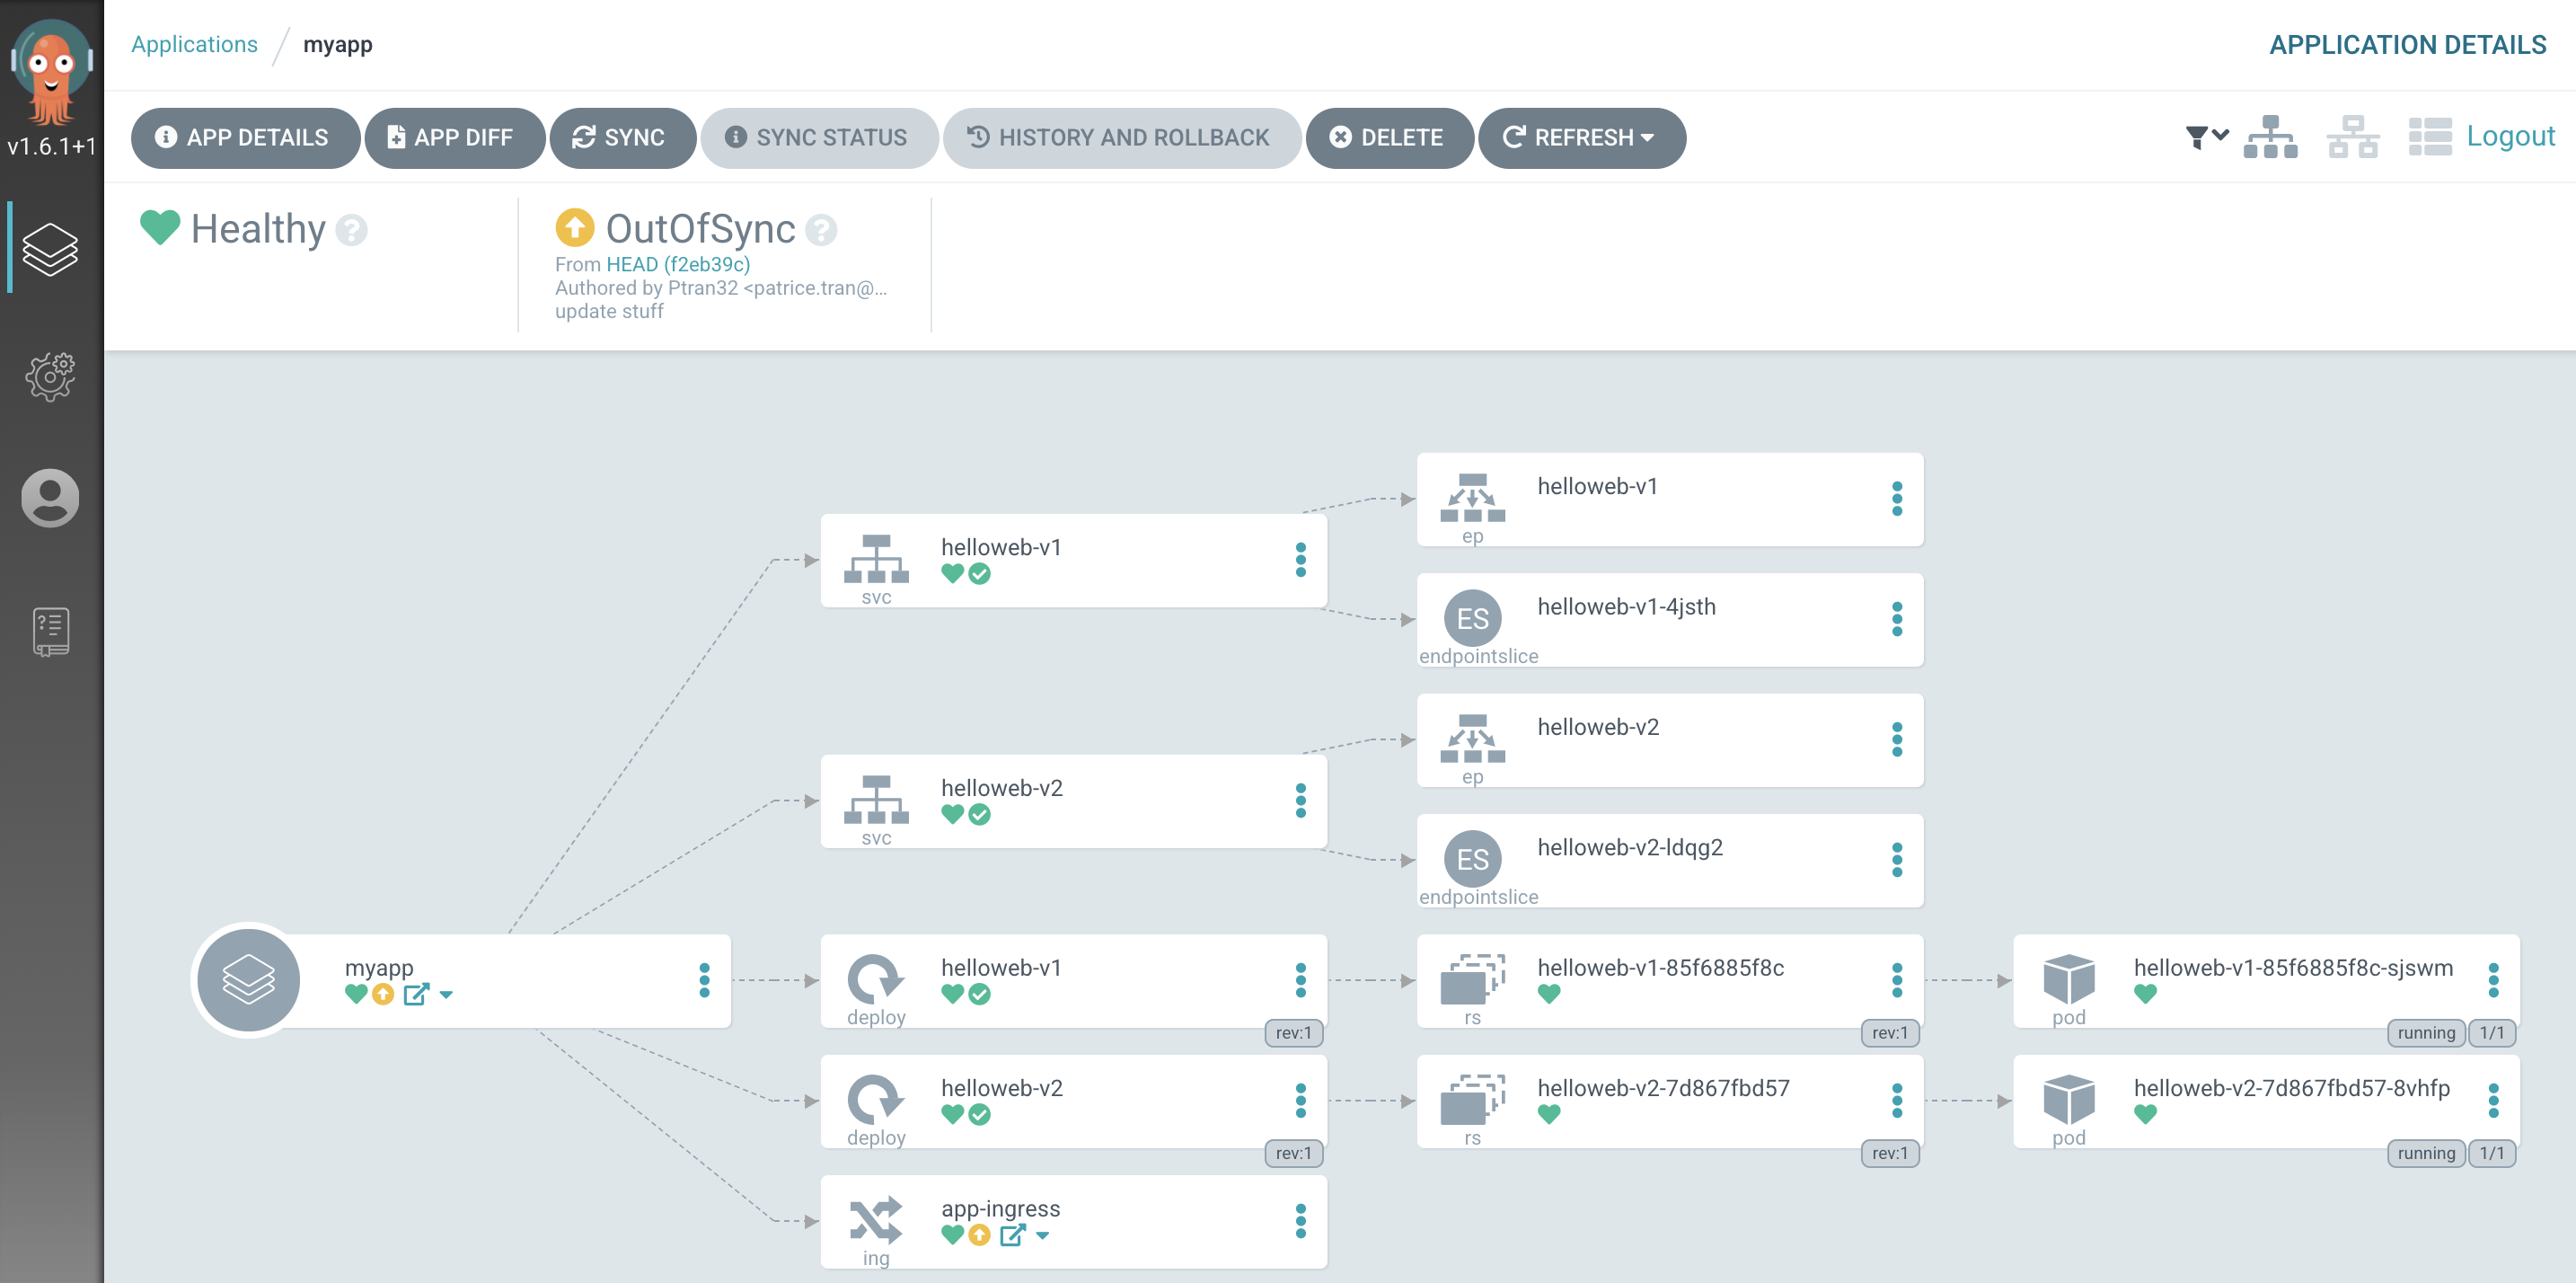 v1.6.1+1
Applications / myapp
APPLICATION DETAILS
APP DETAILS
APP DIFF
SYNC
SYNC STATUS
HISTORY AND ROLLBACK
DELETE
REFRESH
Logout
Healthy ?
OutOfSync ?
From HEAD (f2eb39c)
Authored by Ptran32 <patrice.tran@...
update stuff
myapp
helloweb-v1
svc
helloweb-v1
ep
ES
helloweb-v1-4jsth
endpointslice
helloweb-v2
svc
helloweb-v2
ep
ES
helloweb-v2-ldqg2
endpointslice
helloweb-v1
deploy
rev:1
helloweb-v1-85f6885f8c
rs
rev:1
helloweb-v1-85f6885f8c-sjswm
pod
running
1/1
helloweb-v2
deploy
rev:1
helloweb-v2-7d867fbd57
rs
rev:1
helloweb-v2-7d867fbd57-8vhfp
pod
running
1/1
app-ingress
ing